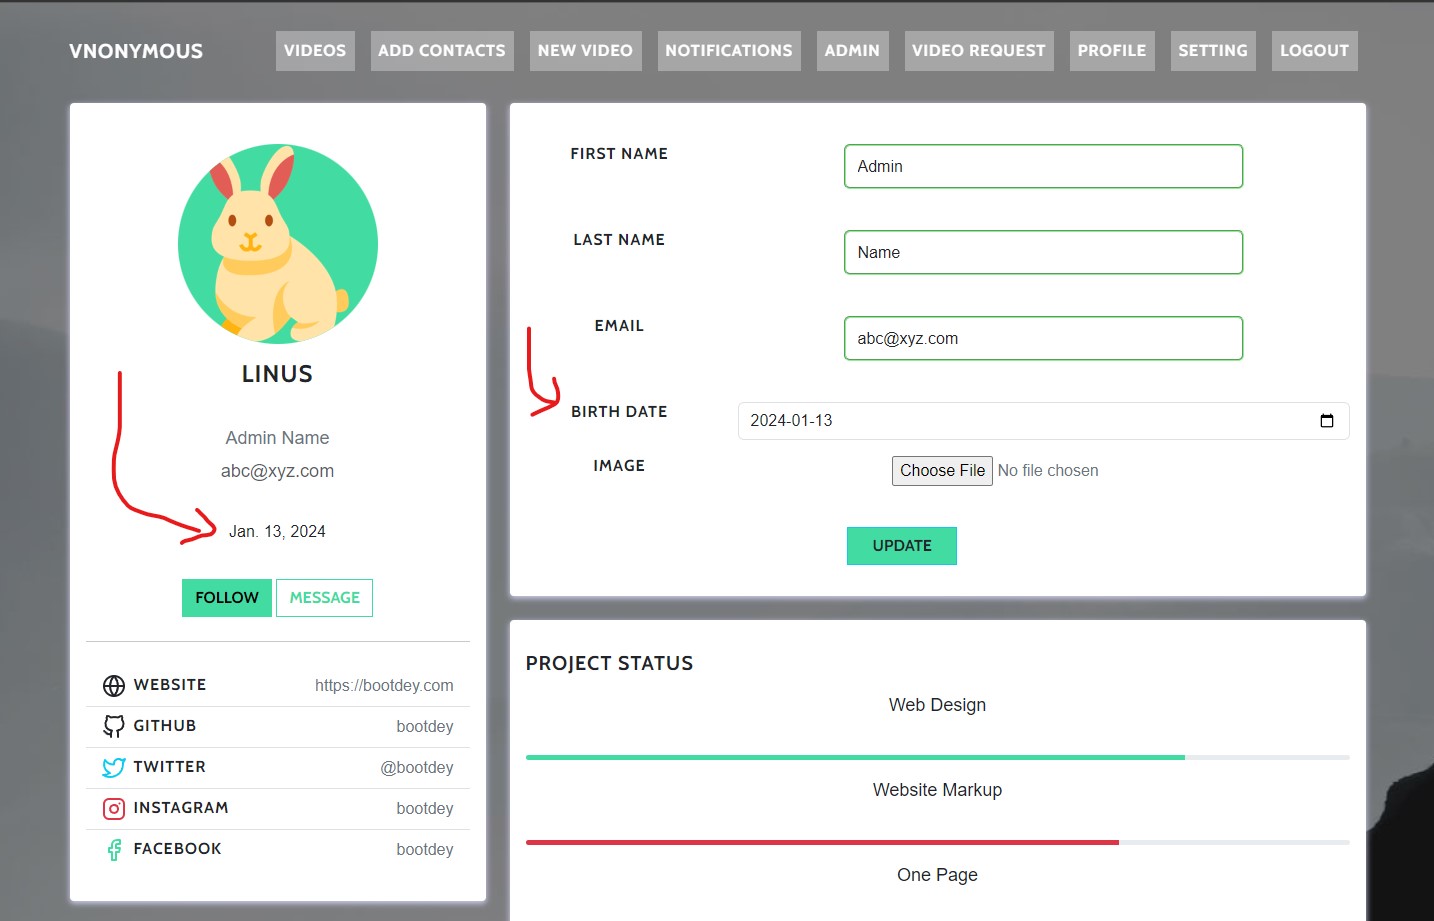 VNONYMOUS
VIDEOS ADD CONTACTS NEW VIDEO NOTIFICATIONS ADMIN VIDEO REQUEST PROFILE SETTING LOGOUT
LINUS
Admin Name
abc@xyz.com
Jan. 13, 2024
FOLLOW MESSAGE
WEBSITE https://bootdey.com
GITHUB bootdey
TWITTER @bootdey
INSTAGRAM bootdey
FACEBOOK bootdey
FIRST NAME Admin
LAST NAME Name
EMAIL abc@xyz.com
BIRTH DATE 2024-01-13
IMAGE Choose File No file chosen
UPDATE
PROJECT STATUS
Web Design
Website Markup
One Page